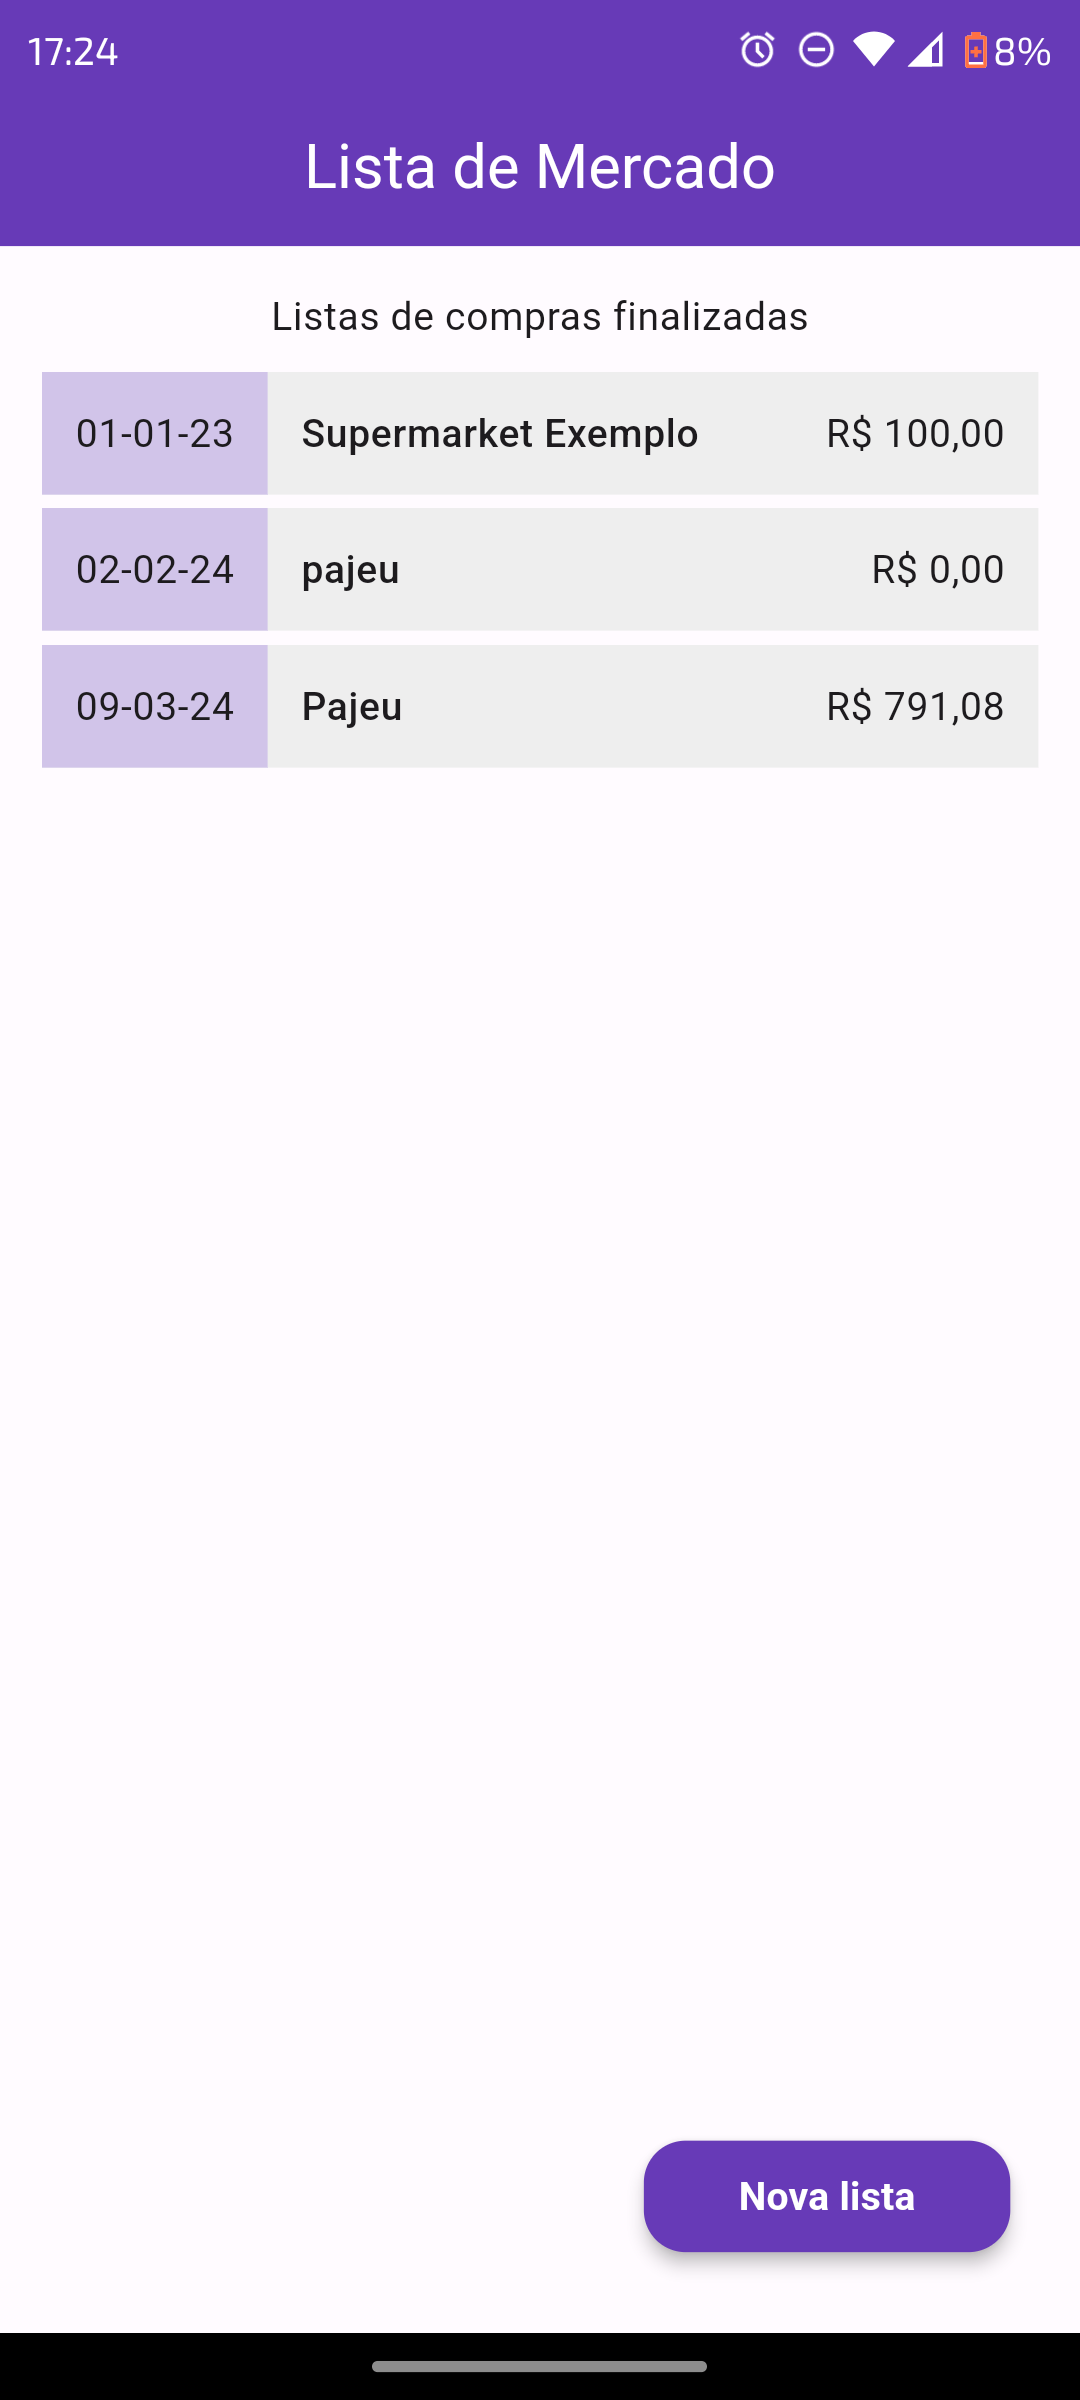 17:24 8%
Lista de Mercado
Listas de compras finalizadas
01-01-23 Supermarket Exemplo R$ 100,00
02-02-24 pajeu R$ 0,00
09-03-24 Pajeu R$ 791,08
Nova lista